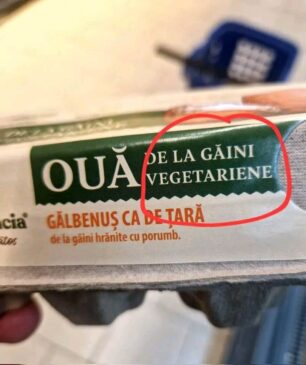 OUĂ DE LA GĂINI
VEGETARIENE
GĂLBENUȘ CA DE ȚARĂ
de la găini hrănite cu porumb.